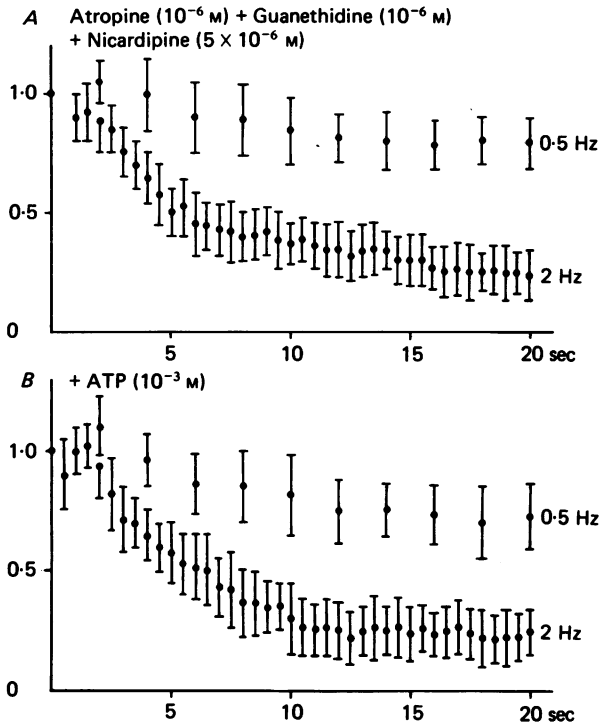 A Atropine (10⁻⁶ M) + Guanethidine (10⁻⁶ M)
+ Nicardipine (5 × 10⁻⁶ M)
1·0
0·5 Hz
0·5
2 Hz
0
5 10 15 20 sec
B + ATP (10⁻³ M)
1·0
0·5 Hz
0·5
2 Hz
0
5 10 15 20 sec